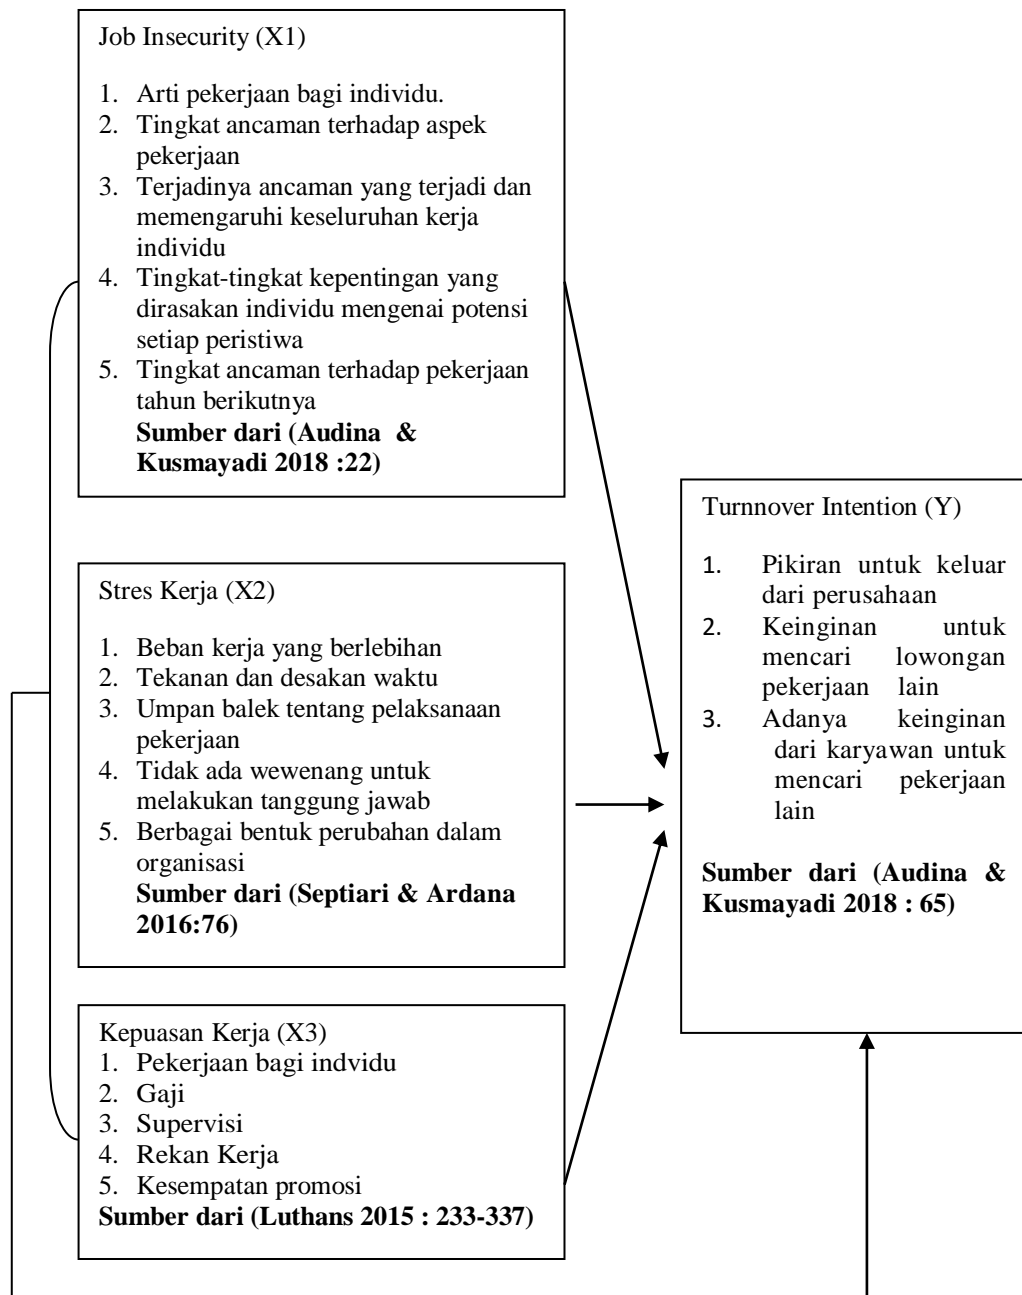 Job Insecurity (X1)
1. Arti pekerjaan bagi individu.
2. Tingkat ancaman terhadap aspek
pekerjaan
3. Terjadinya ancaman yang terjadi dan
memengaruhi keseluruhan kerja
individu
4. Tingkat-tingkat kepentingan yang
dirasakan individu mengenai potensi
setiap peristiwa
5. Tingkat ancaman terhadap pekerjaan
tahun berikutnya
Sumber dari (Audina &
Kusmayadi 2018 :22)
Stres Kerja (X2)
1. Beban kerja yang berlebihan
2. Tekanan dan desakan waktu
3. Umpan balek tentang pelaksanaan
pekerjaan
4. Tidak ada wewenang untuk
melakukan tanggung jawab
5. Berbagai bentuk perubahan dalam
organisasi
Sumber dari (Septiari & Ardana
2016:76)
Kepuasan Kerja (X3)
1. Pekerjaan bagi indvidu
2. Gaji
3. Supervisi
4. Rekan Kerja
5. Kesempatan promosi
Sumber dari (Luthans 2015 : 233-337)
Turnnover Intention (Y)
1. Pikiran untuk keluar
dari perusahaan
2. Keinginan untuk
mencari lowongan
pekerjaan lain
3. Adanya keinginan
dari karyawan untuk
mencari pekerjaan
lain
Sumber dari (Audina &
Kusmayadi 2018 : 65)